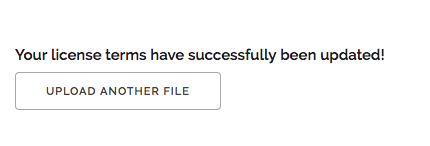 Your license terms have successfully been updated!
UPLOAD ANOTHER FILE